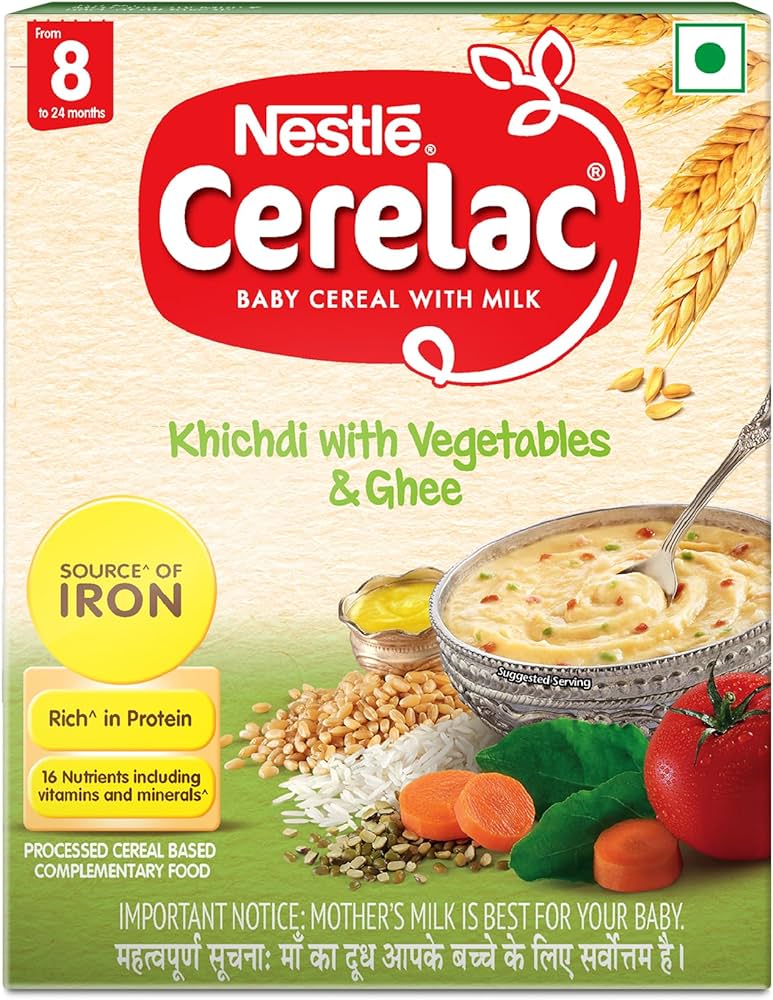 From
8
to 24 months
Nestlé®
Cerelac®
BABY CEREAL WITH MILK
Khichdi with Vegetables
& Ghee
SOURCE^ OF
IRON
Rich^ in Protein
16 Nutrients including
vitamins and minerals^
Suggested Serving
PROCESSED CEREAL BASED
COMPLEMENTARY FOOD
IMPORTANT NOTICE: MOTHER'S MILK IS BEST FOR YOUR BABY.
महत्वपूर्ण सूचना: माँ का दूध आपके बच्चे के लिए सर्वोत्तम है।